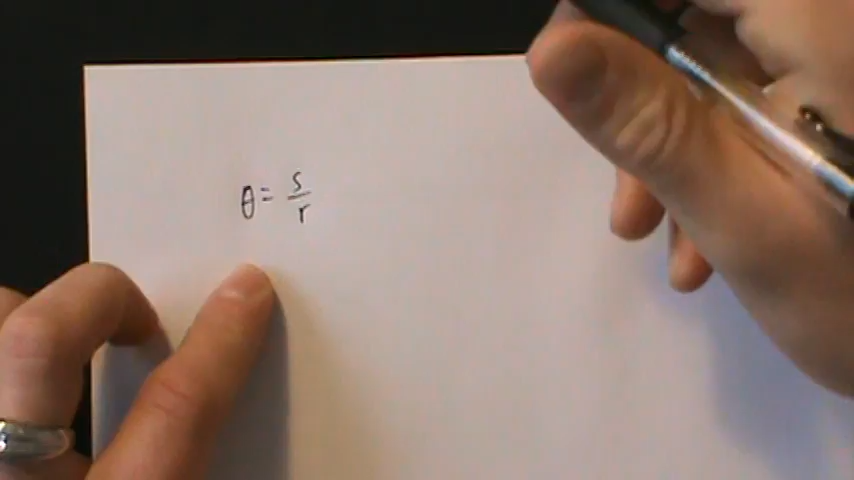 θ = s/r